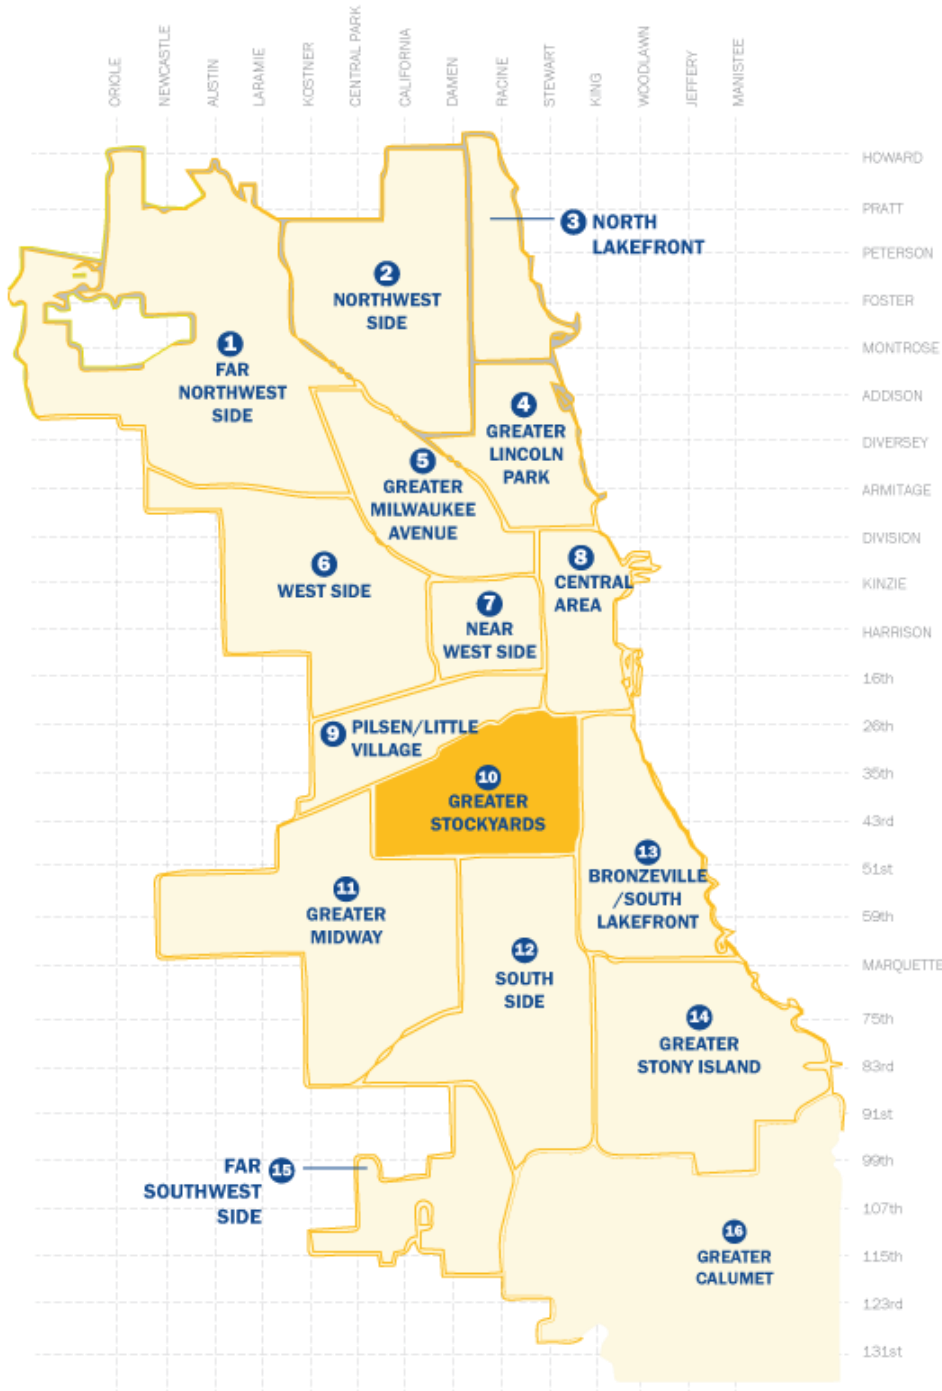 ORIOLE
NEWCASTLE
AUSTIN
LARAMIE
KOSTNER
CENTRAL PARK
CALIFORNIA
DAMEN
RACINE
STEWART
KING
WOODLAWN
JEFFERY
MANISTEE
HOWARD
PRATT
PETERSON
FOSTER
MONTROSE
ADDISON
DIVERSEY
ARMITAGE
DIVISION
KINZIE
HARRISON
16th
26th
35th
43rd
51st
59th
MARQUETTE
75th
83rd
91st
99th
107th
115th
123rd
131st
1
FAR
NORTHWEST
SIDE
2
NORTHWEST
SIDE
3 NORTH
LAKEFRONT
4
GREATER
LINCOLN
PARK
5
GREATER
MILWAUKEE
AVENUE
6
WEST SIDE
7
NEAR
WEST SIDE
8
CENTRAL
AREA
9 PILSEN/LITTLE
VILLAGE
10
GREATER
STOCKYARDS
11
GREATER
MIDWAY
12
SOUTH
SIDE
13
BRONZEVILLE
/SOUTH
LAKEFRONT
14
GREATER
STONY ISLAND
FAR 15
SOUTHWEST
SIDE
16
GREATER
CALUMET